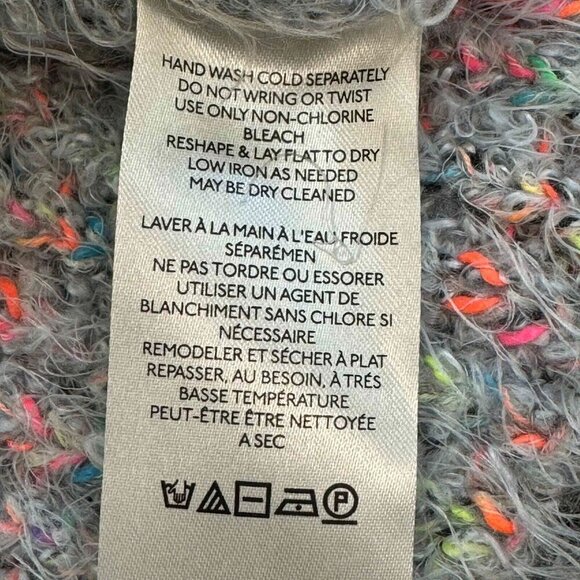 HAND WASH COLD SEPARATELY
DO NOT WRING OR TWIST
USE ONLY NON-CHLORINE
BLEACH
RESHAPE & LAY FLAT TO DRY
LOW IRON AS NEEDED
MAY BE DRY CLEANED
LAVER À LA MAIN À L'EAU FROIDE
SÉPARÉMEN
NE PAS TORDRE OU ESSORER
UTILISER UN AGENT DE
BLANCHIMENT SANS CHLORE SI
NÉCESSAIRE
REMODELER ET SÉCHER À PLAT
REPASSER, AU BESOIN, À TRÉS
BASSE TEMPÉRATURE
PEUT-ÊTRE ÊTRE NETTOYÉE
A SEC
P